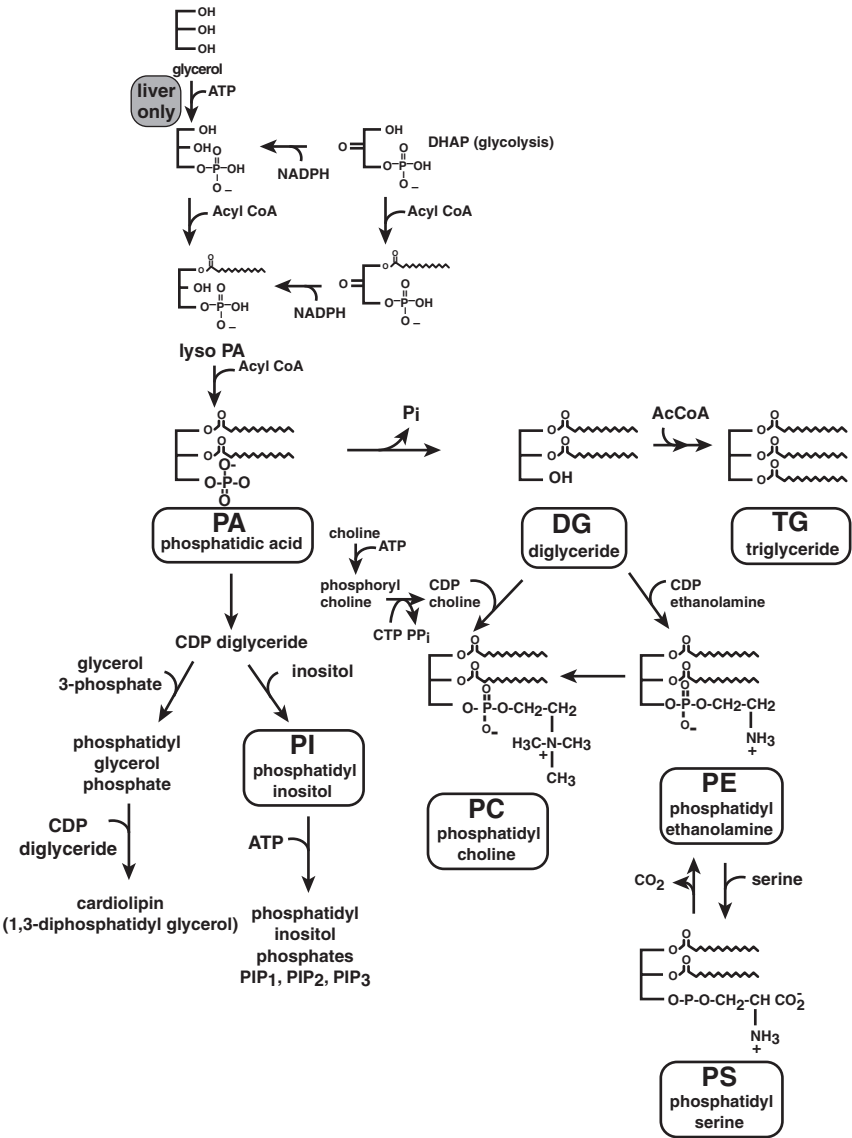 OH
OH
OH
glycerol
liver
only
ATP
OH
OH
O
O-P-OH
O –
NADPH
OH
O
O
O-P-OH
O –
DHAP (glycolysis)
Acyl CoA
Acyl CoA
O
O
OH
O
O-P-OH
O –
NADPH
O
O
O
O
O-P-OH
O –
lyso PA
Acyl CoA
O
O
O
O
O-
O-P-O
O
Pi
O
O
O
O
OH
AcCoA
O
O
O
O
O
O
PA
phosphatidic acid
DG
diglyceride
TG
triglyceride
choline
ATP
phosphoryl
choline
CTP PPi
CDP
choline
CDP
ethanolamine
CDP diglyceride
glycerol
3-phosphate
inositol
O
O
O
O
O
O- P-O-CH2-CH2
O-
H3C-N-CH3
+
CH3
O
O
O
O
O
O-P-O-CH2-CH2
O-
NH3
+
phosphatidyl
glycerol
phosphate
PI
phosphatidyl
inositol
PC
phosphatidyl
choline
PE
phosphatidyl
ethanolamine
CDP
diglyceride
ATP
CO2
serine
cardiolipin
(1,3-diphosphatidyl glycerol)
phosphatidyl
inositol
phosphates
PIP1, PIP2, PIP3
O
O
O
O
O-P-O-CH2-CH CO2-
NH3
+
PS
phosphatidyl
serine